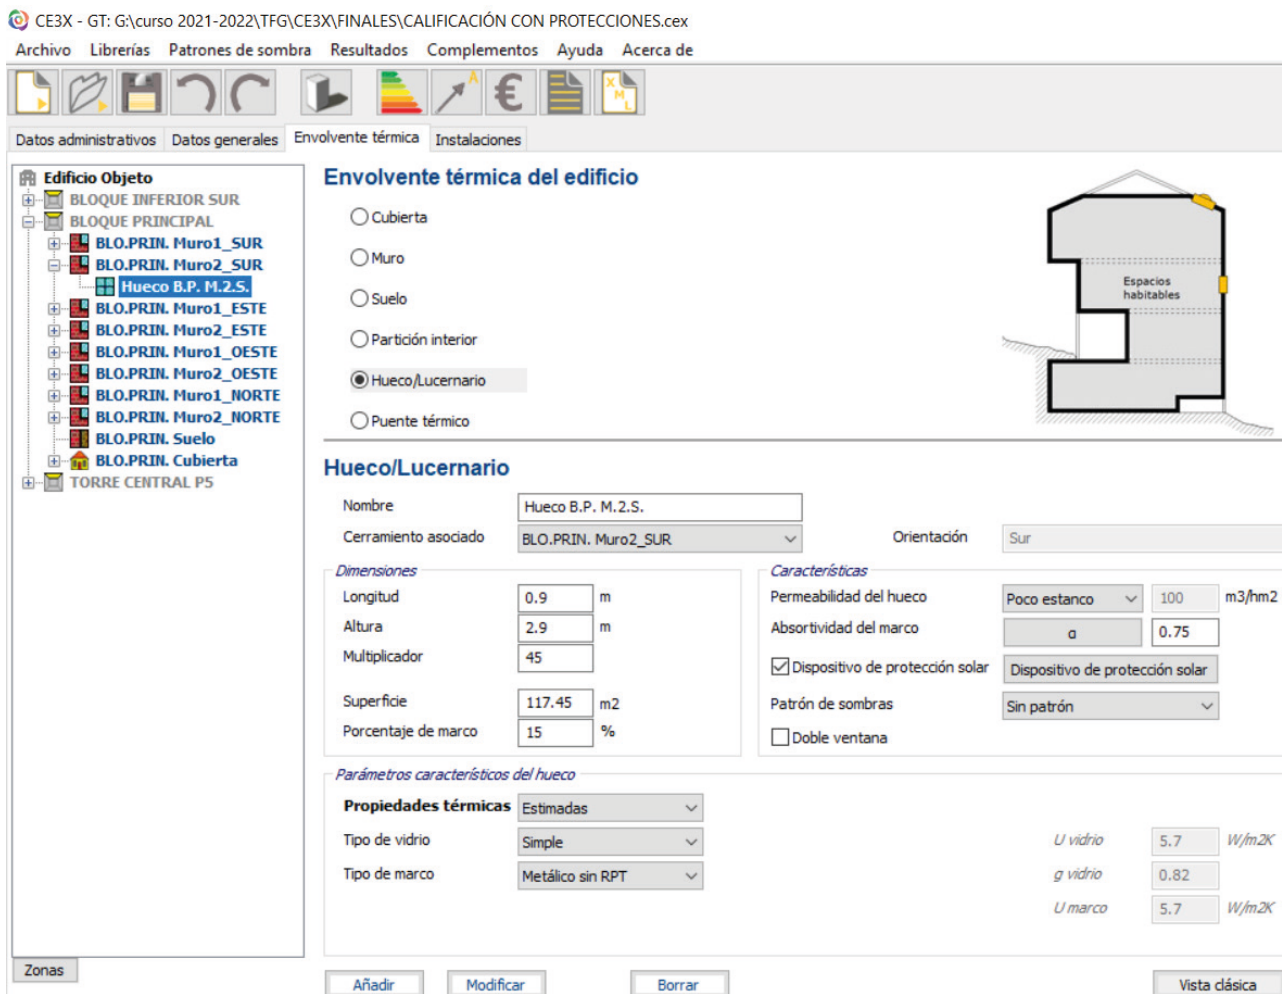 CE3X - GT: G:\curso 2021-2022\TFG\CE3X\FINALES\CALIFICACIÓN CON PROTECCIONES.cex
Archivo Librerías Patrones de sombra Resultados Complementos Ayuda Acerca de
A € X M L
Datos administrativos Datos generales Envolvente térmica Instalaciones
Edificio Objeto
BLOQUE INFERIOR SUR
BLOQUE PRINCIPAL
BLO.PRIN. Muro1_SUR
BLO.PRIN. Muro2_SUR
Hueco B.P. M.2.S.
BLO.PRIN. Muro1_ESTE
BLO.PRIN. Muro2_ESTE
BLO.PRIN. Muro1_OESTE
BLO.PRIN. Muro2_OESTE
BLO.PRIN. Muro1_NORTE
BLO.PRIN. Muro2_NORTE
BLO.PRIN. Suelo
BLO.PRIN. Cubierta
TORRE CENTRAL P5
Zonas
Envolvente térmica del edificio
Cubierta
Muro
Suelo
Partición interior
Hueco/Lucernario
Puente térmico
Espacios
habitables
Hueco/Lucernario
Nombre Hueco B.P. M.2.S.
Cerramiento asociado BLO.PRIN. Muro2_SUR Orientación Sur
Dimensiones
Longitud 0.9 m
Altura 2.9 m
Multiplicador 45
Superficie 117.45 m2
Porcentaje de marco 15 %
Características
Permeabilidad del hueco Poco estanco 100 m3/hm2
Absortividad del marco α 0.75
Dispositivo de protección solar Dispositivo de protección solar
Patrón de sombras Sin patrón
Doble ventana
Parámetros característicos del hueco
Propiedades térmicas Estimadas
Tipo de vidrio Simple U vidrio 5.7 W/m2K
Tipo de marco Metálico sin RPT g vidrio 0.82
U marco 5.7 W/m2K
Añadir Modificar Borrar Vista clásica